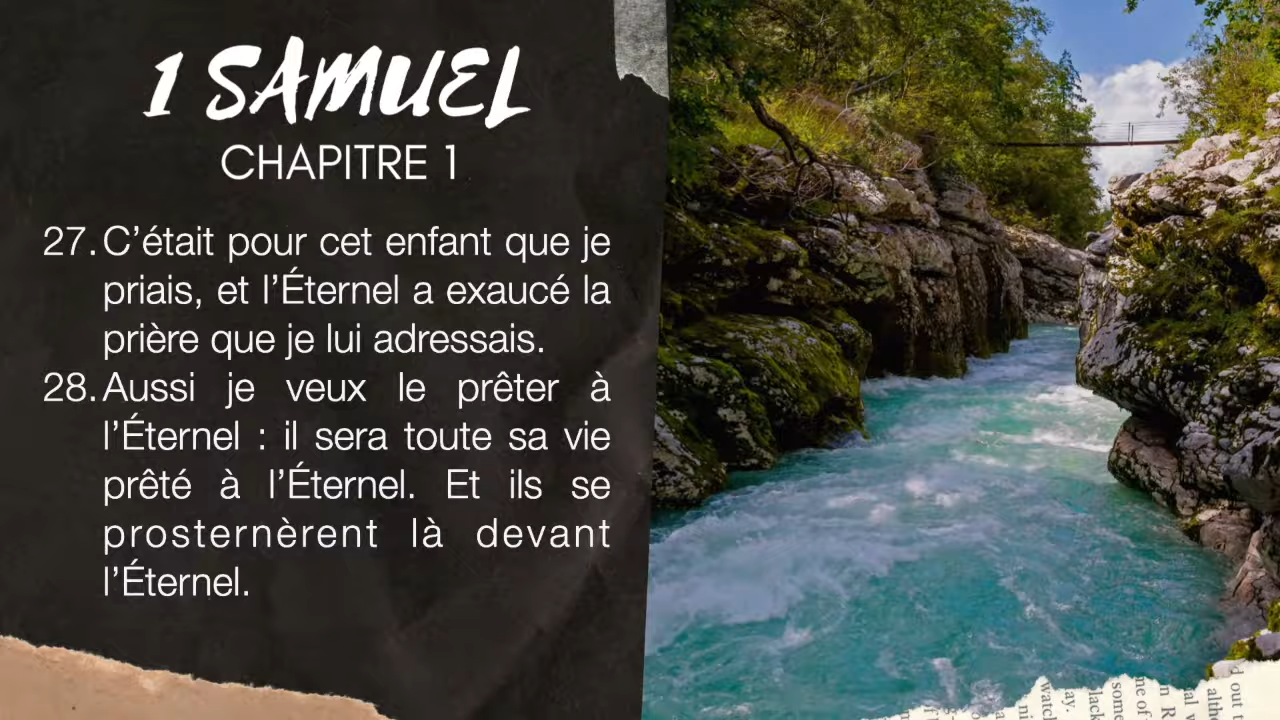 1 SAMUEL
CHAPITRE 1
27. C’était pour cet enfant que je
priais, et l’Éternel a exaucé la
prière que je lui adressais.
28. Aussi je veux le prêter à
l’Éternel : il sera toute sa vie
prêté à l’Éternel. Et ils se
prosternèrent là devant
l’Éternel.